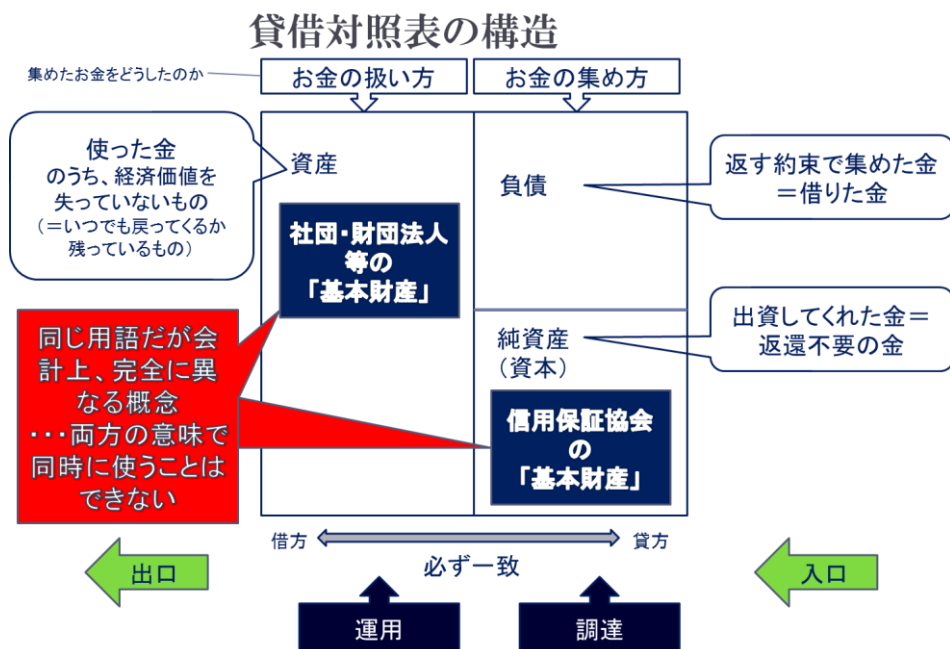 貸借対照表の構造
集めたお金をどうしたのか
お金の扱い方
お金の集め方
使った金
のうち、経済価値を
失っていないもの
（＝いつでも戻ってくるか
残っているもの）
資産
負債
返す約束で集めた金
＝借りた金
社団・財団法人
等の
「基本財産」
同じ用語だが会
計上、完全に異
なる概念
・・・両方の意味で
同時に使うことは
できない
純資産
（資本）
出資してくれた金＝
返還不要の金
信用保証協会
の
「基本財産」
借方
貸方
必ず一致
出口
入口
運用
調達